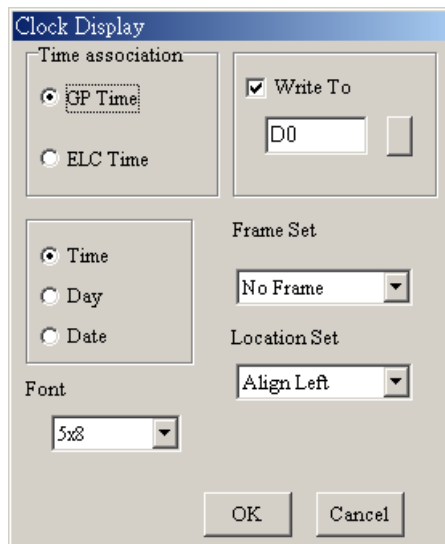 Clock Display
Time association
GP Time
ELC Time
Write To
D0
Time
Day
Date
Frame Set
No Frame
Location Set
Align Left
Font
5x8
OK
Cancel